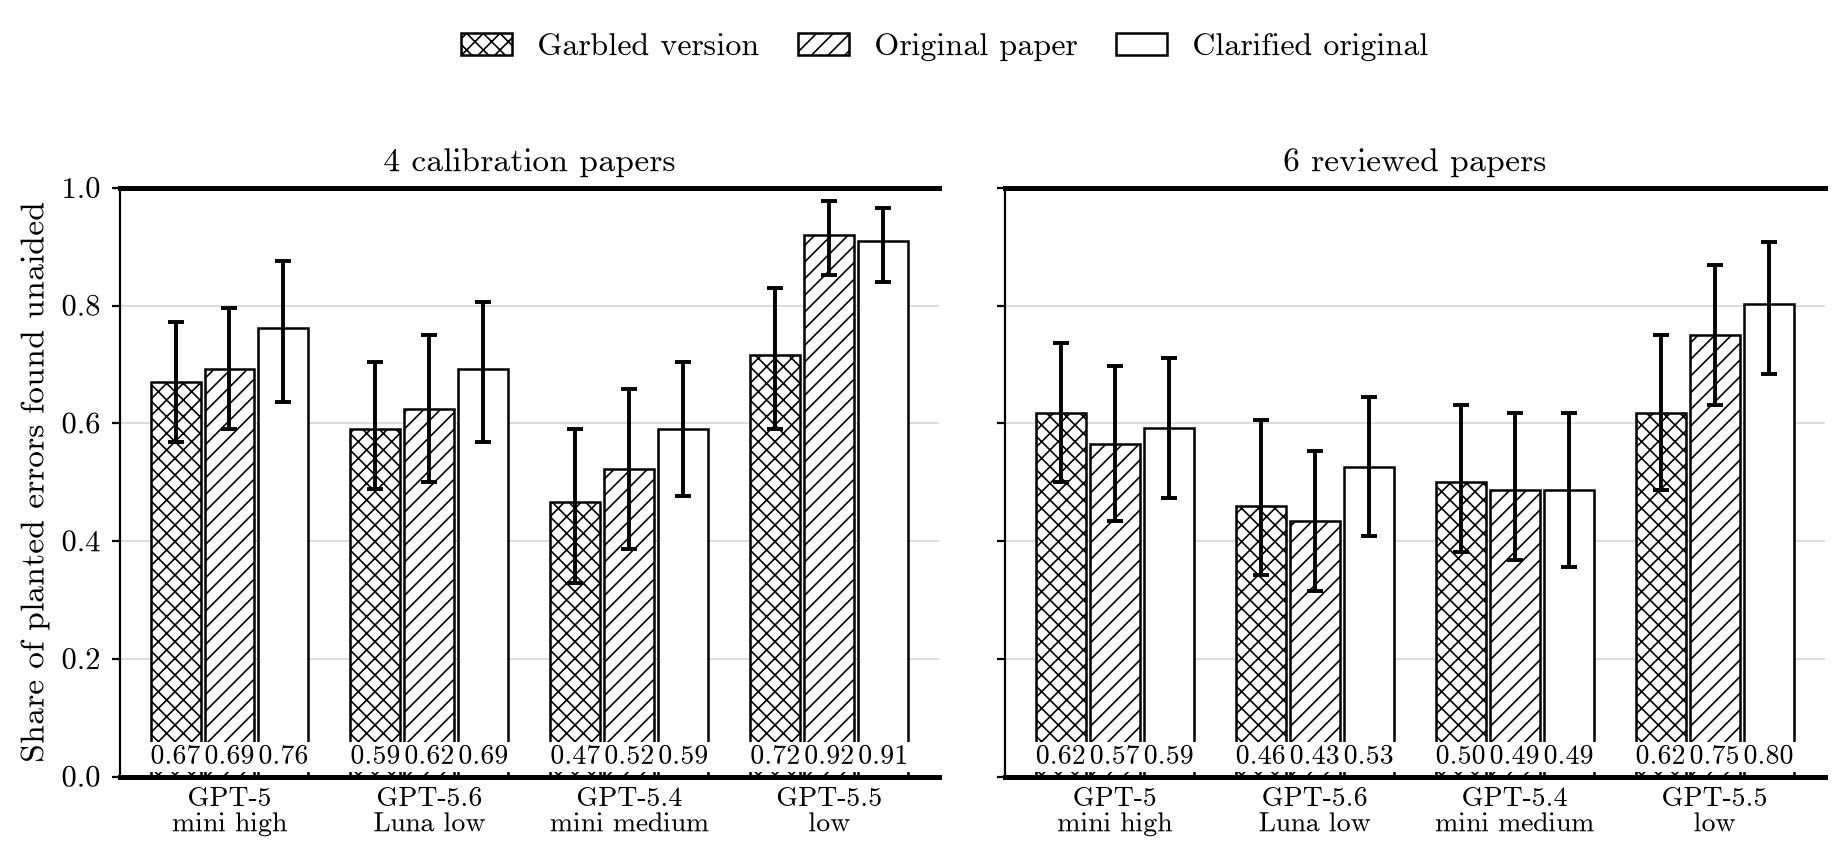 Garbled version Original paper Clarified original
4 calibration papers
6 reviewed papers
Share of planted errors found unaided
1.0
0.8
0.6
0.4
0.2
0.0
0.67 0.69 0.76 0.59 0.62 0.69 0.47 0.52 0.59 0.72 0.92 0.91
GPT-5 mini high
GPT-5.6 Luna low
GPT-5.4 mini medium
GPT-5.5 low
0.62 0.57 0.59 0.46 0.43 0.53 0.50 0.49 0.49 0.62 0.75 0.80
GPT-5 mini high
GPT-5.6 Luna low
GPT-5.4 mini medium
GPT-5.5 low